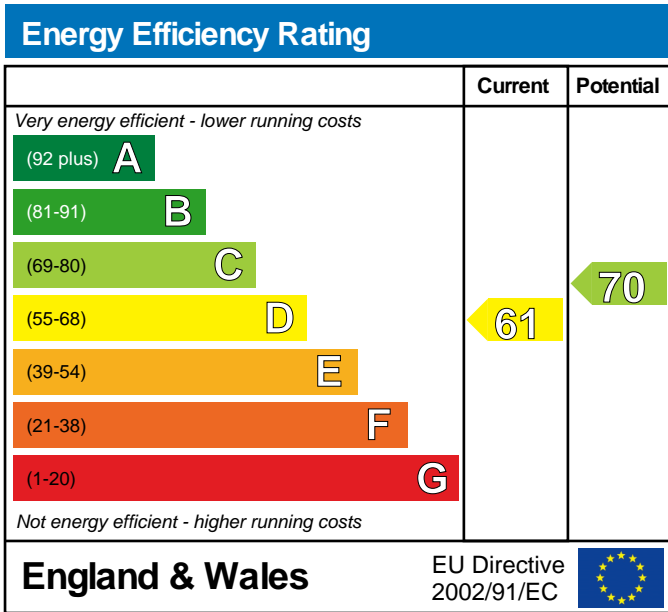 Energy Efficiency Rating
Current Potential
Very energy efficient - lower running costs
(92 plus) A
(81-91) B
(69-80) C
(55-68) D
(39-54) E
(21-38) F
(1-20) G
61
70
Not energy efficient - higher running costs
England & Wales
EU Directive
2002/91/EC